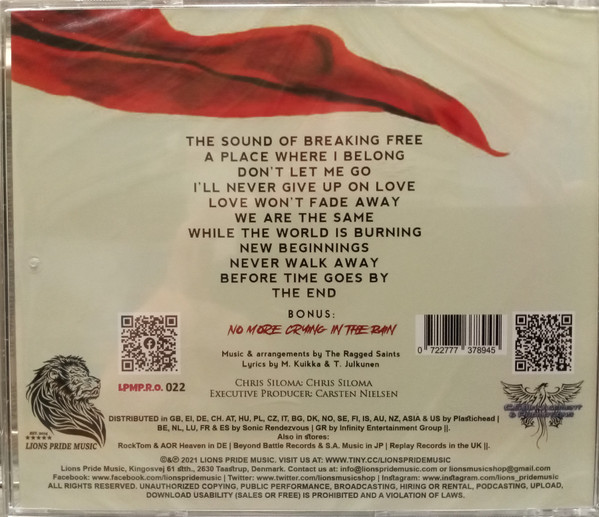 THE SOUND OF BREAKING FREE
A PLACE WHERE I BELONG
DON'T LET ME GO
I'LL NEVER GIVE UP ON LOVE
LOVE WON'T FADE AWAY
WE ARE THE SAME
WHILE THE WORLD IS BURNING
NEW BEGINNINGS
NEVER WALK AWAY
BEFORE TIME GOES BY
THE END
BONUS:
NO MORE CRYING IN THE RAIN
Music & arrangements by The Ragged Saints
Lyrics by M. Kuikka & T. Julkunen
LPMP.R.O. 022
0 722777 378945
CHRIS SILOMA: CHRIS SILOMA
EXECUTIVE PRODUCER: CARSTEN NIELSEN
★★★★★
LIONS PRIDE MUSIC
DISTRIBUTED in GB, EI, DE, CH, AT, HU, PL, CZ, IT, BG, DK, NO, SE, FI, IS, AU, NZ, ASIA & US by Plastichead |
BE, NL, LU, FR & ES by Sonic Rendezvous | GR by Infinity Entertainment Group ||.
Also in stores:
RockTom & AOR Heaven in DE | Beyond Battle Records & S.A. Music in JP | Replay Records in the UK ||.
©&℗ 2021 LIONS PRIDE MUSIC. VISIT US AT: WWW.TINY.CC/LIONSPRIDEMUSIC
Lions Pride Music, Kingosvej 61 dtth., 2630 Taastrup, Denmark. Contact us at: info@lionspridemusic.com or lionsmusicshop@gmail.com
Facebook: www.facebook.com/lionspridemusic | Twitter: www.twitter.com/lionsmusicshop | Instagram: www.instagram.com/lions_pridemusic
ALL RIGHTS RESERVED. UNAUTHORIZED COPYING, PUBLIC PERFORMANCE, BROADCASTING, HIRING OR RENTAL, PODCASTING, UPLOAD,
DOWNLOAD USABILITY (SALES OR FREE) IS PROHIBITED AND A VIOLATION OF LAWS.